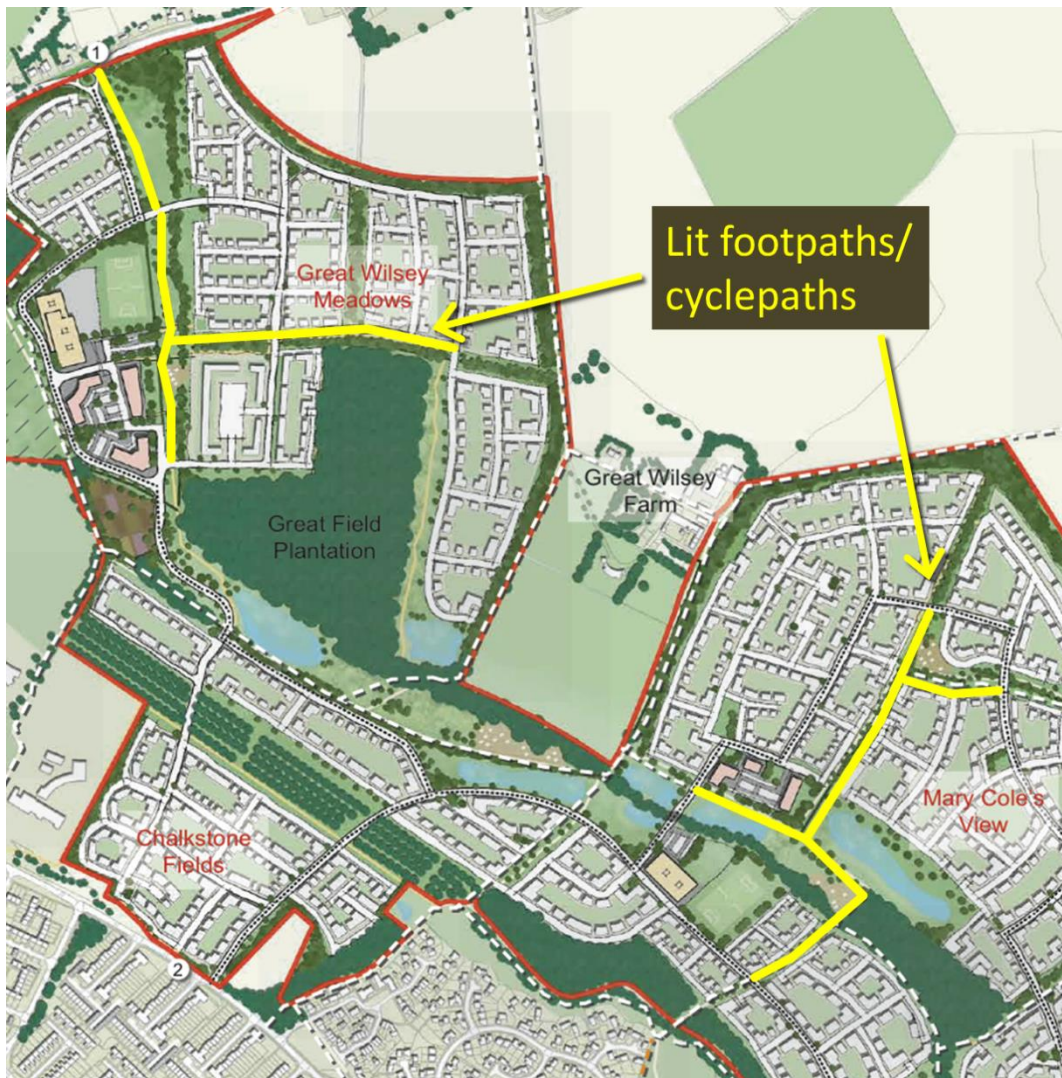 1
Lit footpaths/
cyclepaths
Great Wilsey
Meadows
Great Wilsey
Farm
Great Field
Plantation
Mary Cole's
View
Chalkstone
Fields
2